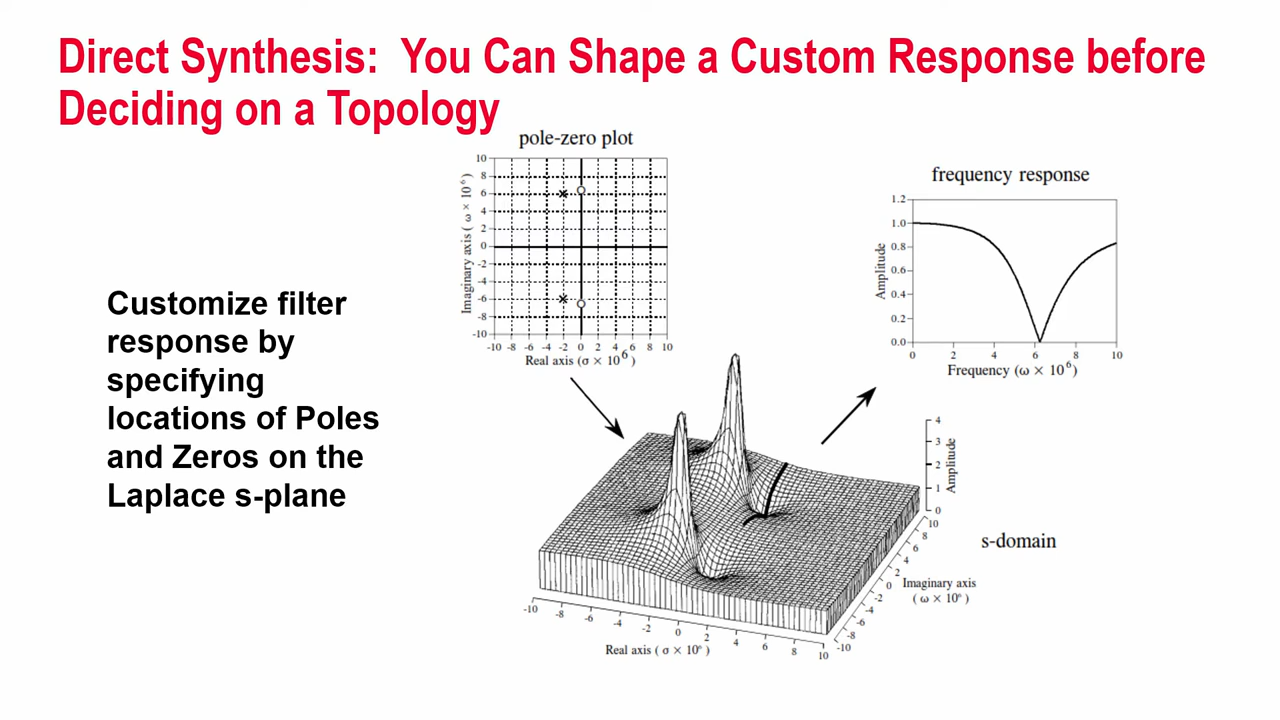 Direct Synthesis: You Can Shape a Custom Response before
Deciding on a Topology
Customize filter
response by
specifying
locations of Poles
and Zeros on the
Laplace s-plane
pole-zero plot
Imaginary axis ( ω × 10⁶)
10
8
6
4
2
0
-2
-4
-6
-8
-10
-10 -8 -6 -4 -2 0 2 4 6 8 10
Real axis (σ × 10⁶)
frequency response
Amplitude
1.2
1.0
0.8
0.6
0.4
0.2
0.0
0 2 4 6 8 10
Frequency (ω × 10⁶)
4
3
2
1
0
Amplitude
s-domain
10
8
6
4
2
0
-2
-4
-6
-8
-10
Imaginary axis
( ω × 10⁶)
-10 -8 -6 -4 -2 0 2 4 6 8 10
Real axis ( σ × 10⁶)